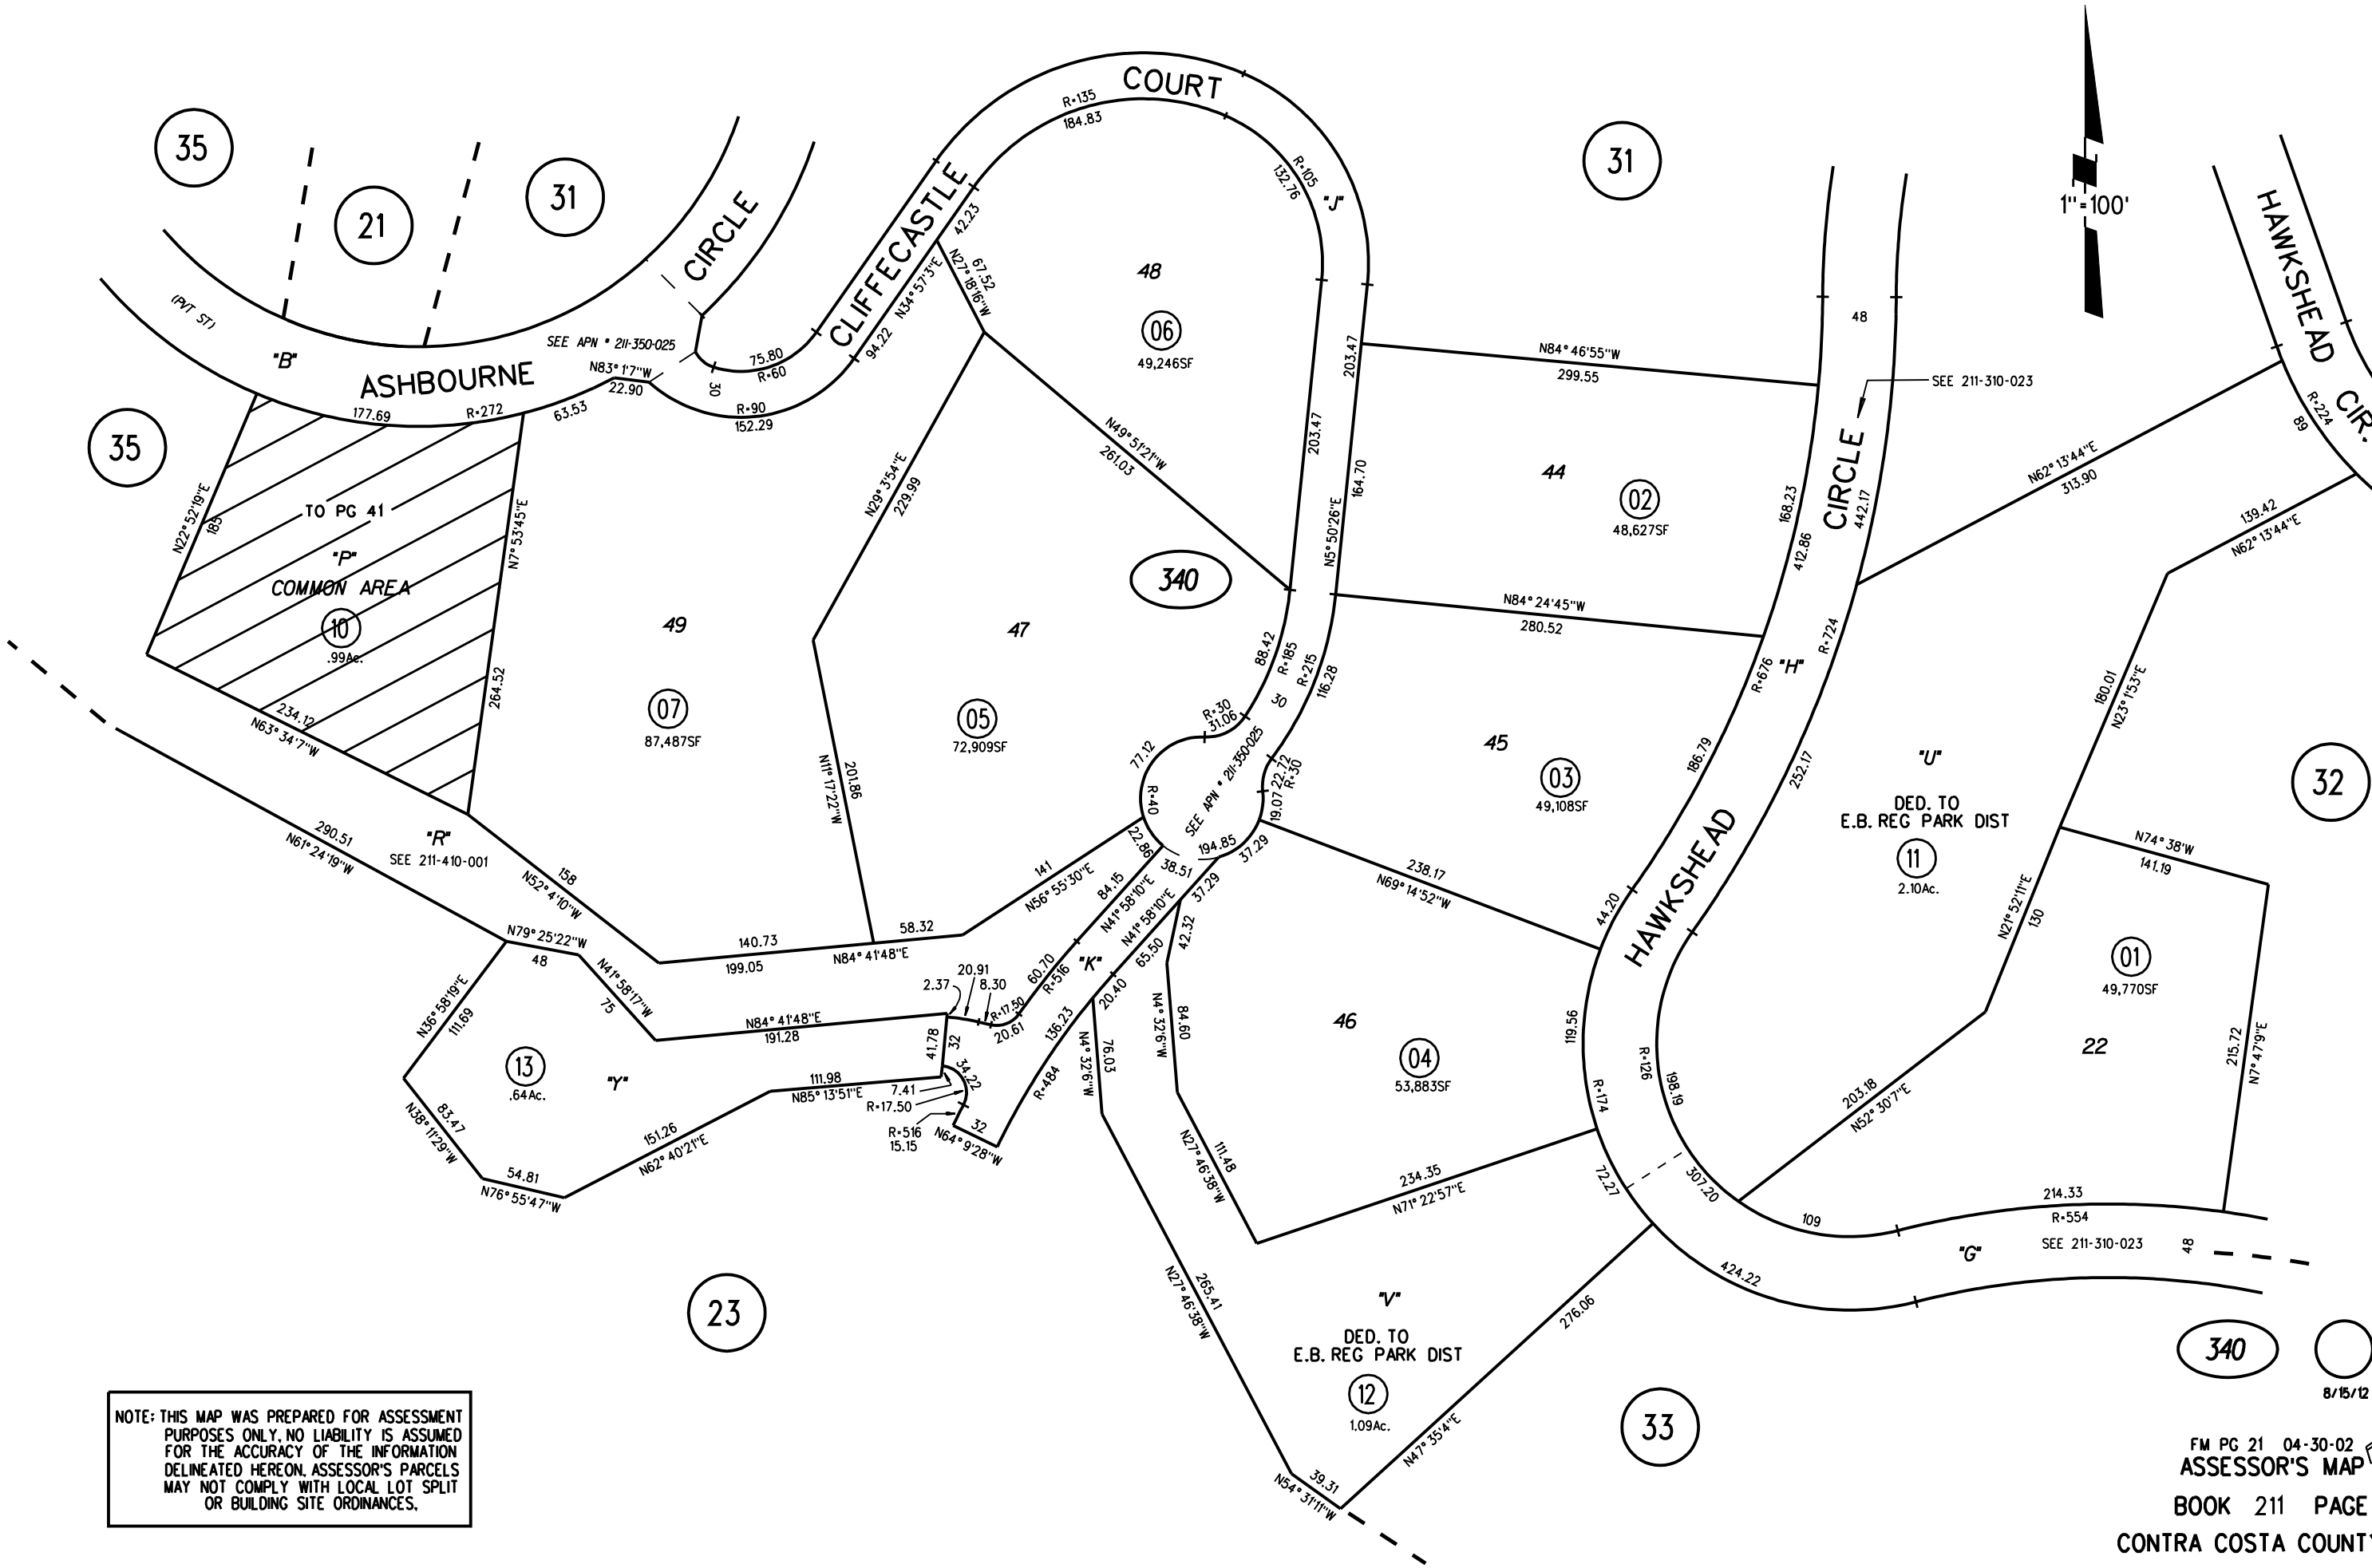 35
21
31
CIRCLE
(PVT ST)
"B"
ASHBOURNE
SEE APN * 211-350-025
N83°1'7"W
22.90
177.69
R=272
63.53
75.80
R=60
30
R=90
152.29
CLIFFECASTLE
COURT
R=135
184.83
R=105
132.76
"J"
42.23
N34°57'3"E
94.22
67.52
N27°18'16"W
48
06
49,246SF
203.47
203.47
N49°51'21"W
261.03
N29°3'54"E
229.99
164.70
N5°50'26"E
31
N84°46'55"W
299.55
44
02
48,627SF
N84°24'45"W
280.52
1"=100'
48
SEE 211-310-023
CIRCLE
168.23
412.86
442.17
R=724
R=676
"H"
186.79
252.17
HAWKSHEAD
HAWKSHEAD
CIR.
R=224
89
N62°13'44"E
313.90
139.42
N62°13'44"E
180.01
N23°1'53"E
32
"U"
DED. TO
E.B. REG PARK DIST
11
2.10Ac.
N74°38'W
141.19
N21°52'11"E
130
01
49,770SF
22
215.72
N7°47'9"E
203.18
N52°30'7"E
35
N22°52'19"E
185
TO PG 41
"P"
COMMON AREA
10
.99Ac.
N7°53'45"E
264.52
234.12
N63°34'7"W
49
07
87,487SF
47
05
72,909SF
340
N11°17'22"W
201.86
88.42
R=185
R=215
116.28
30
R=30
31.06
77.12
R=40
22.86
SEE APN * 211-350-025
22.72
R=30
19.07
194.85
37.29
38.51
37.29
45
03
49,108SF
238.17
N69°14'52"W
44.20
119.56
R=174
R=126
198.19
72.27
307.20
109
214.33
R=554
SEE 211-310-023
48
"G"
424.22
290.51
N61°24'19"W
"R"
SEE 211-410-001
158
N52°4'10"W
140.73
199.05
58.32
N84°41'48"E
141
N56°55'30"E
84.15
N41°58'10"E
N41°58'10"E
65.50
42.32
"K"
60.70
R=516
20.40
136.23
R=484
2.37
20.91
8.30
R=17.50
20.61
N79°25'22"W
48
N41°58'17"W
75
N84°41'48"E
191.28
41.78
32
34.22
7.41
R=17.50
R=516
15.15
32
N64°9'28"W
N36°58'19"E
111.69
13
.64Ac.
"Y"
111.98
N85°13'51"E
83.47
N38°11'29"W
54.81
N76°55'47"W
151.26
N62°40'21"E
N4°32'6"W
76.03
N4°32'6"W
84.60
46
04
53,883SF
111.48
N27°46'38"W
234.35
N71°22'57"E
265.41
N27°46'38"W
"V"
DED. TO
E.B. REG PARK DIST
12
1.09Ac.
276.06
N47°35'4"E
39.31
N54°31'11"W
23
33
NOTE: THIS MAP WAS PREPARED FOR ASSESSMENT
PURPOSES ONLY. NO LIABILITY IS ASSUMED
FOR THE ACCURACY OF THE INFORMATION
DELINEATED HEREON. ASSESSOR'S PARCELS
MAY NOT COMPLY WITH LOCAL LOT SPLIT
OR BUILDING SITE ORDINANCES.
340
8/15/12
FM PG 21 04-30-02
ASSESSOR'S MAP
BOOK 211 PAGE
CONTRA COSTA COUNTY